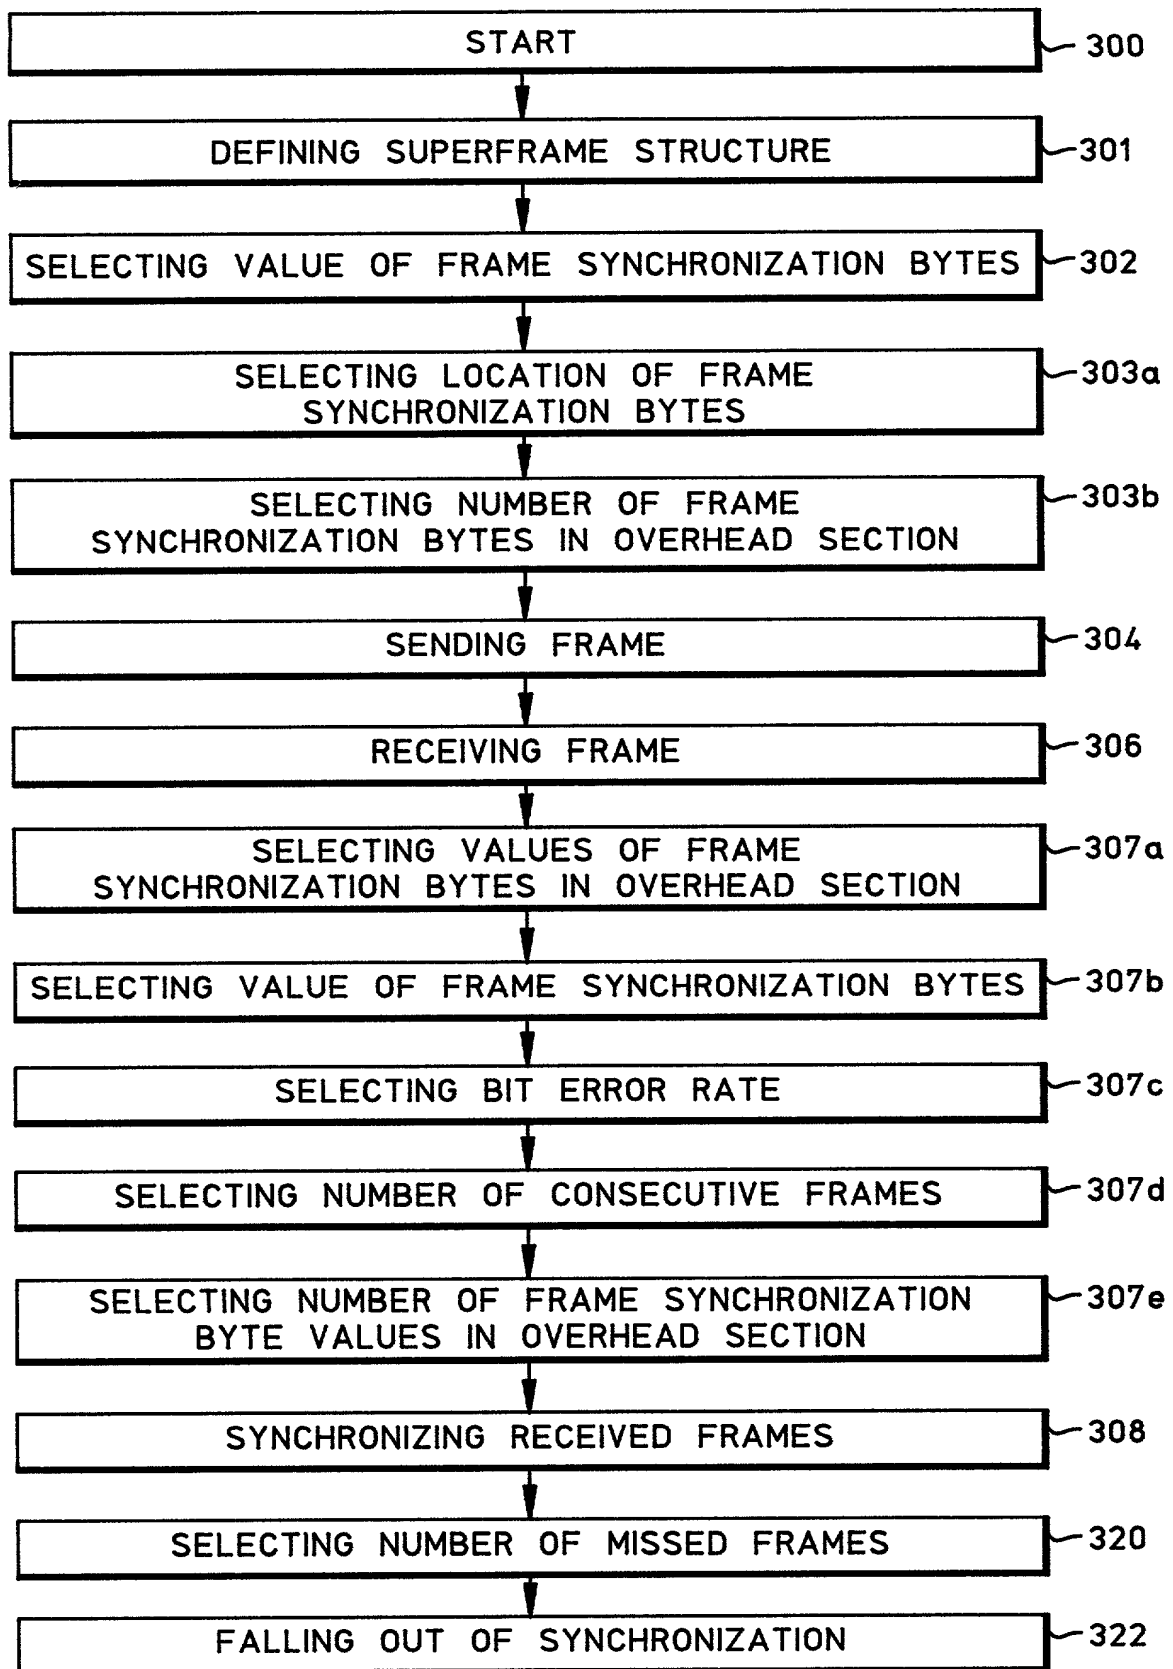 START
300
DEFINING SUPERFRAME STRUCTURE
301
SELECTING VALUE OF FRAME SYNCHRONIZATION BYTES
302
SELECTING LOCATION OF FRAME
SYNCHRONIZATION BYTES
303a
SELECTING NUMBER OF FRAME
SYNCHRONIZATION BYTES IN OVERHEAD SECTION
303b
SENDING FRAME
304
RECEIVING FRAME
306
SELECTING VALUES OF FRAME
SYNCHRONIZATION BYTES IN OVERHEAD SECTION
307a
SELECTING VALUE OF FRAME SYNCHRONIZATION BYTES
307b
SELECTING BIT ERROR RATE
307c
SELECTING NUMBER OF CONSECUTIVE FRAMES
307d
SELECTING NUMBER OF FRAME SYNCHRONIZATION
BYTE VALUES IN OVERHEAD SECTION
307e
SYNCHRONIZING RECEIVED FRAMES
308
SELECTING NUMBER OF MISSED FRAMES
320
FALLING OUT OF SYNCHRONIZATION
322